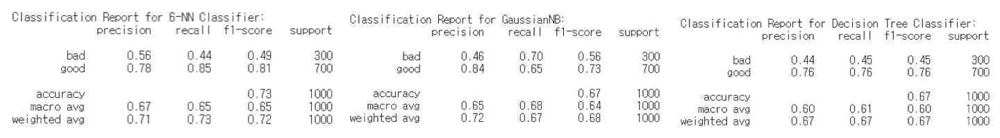 Classification Report for 6-NN Classifier:
precision recall f1-score support
bad 0.56 0.44 0.49 300
good 0.78 0.85 0.81 700
accuracy 0.73 1000
macro avg 0.67 0.65 0.65 1000
weighted avg 0.71 0.73 0.72 1000
Classification Report for GaussianNB:
precision recall f1-score support
bad 0.46 0.70 0.56 300
good 0.84 0.65 0.73 700
accuracy 0.67 1000
macro avg 0.65 0.68 0.64 1000
weighted avg 0.72 0.67 0.68 1000
Classification Report for Decision Tree Classifier:
precision recall f1-score support
bad 0.44 0.45 0.45 300
good 0.76 0.76 0.76 700
accuracy 0.67 1000
macro avg 0.60 0.61 0.60 1000
weighted avg 0.67 0.67 0.67 1000